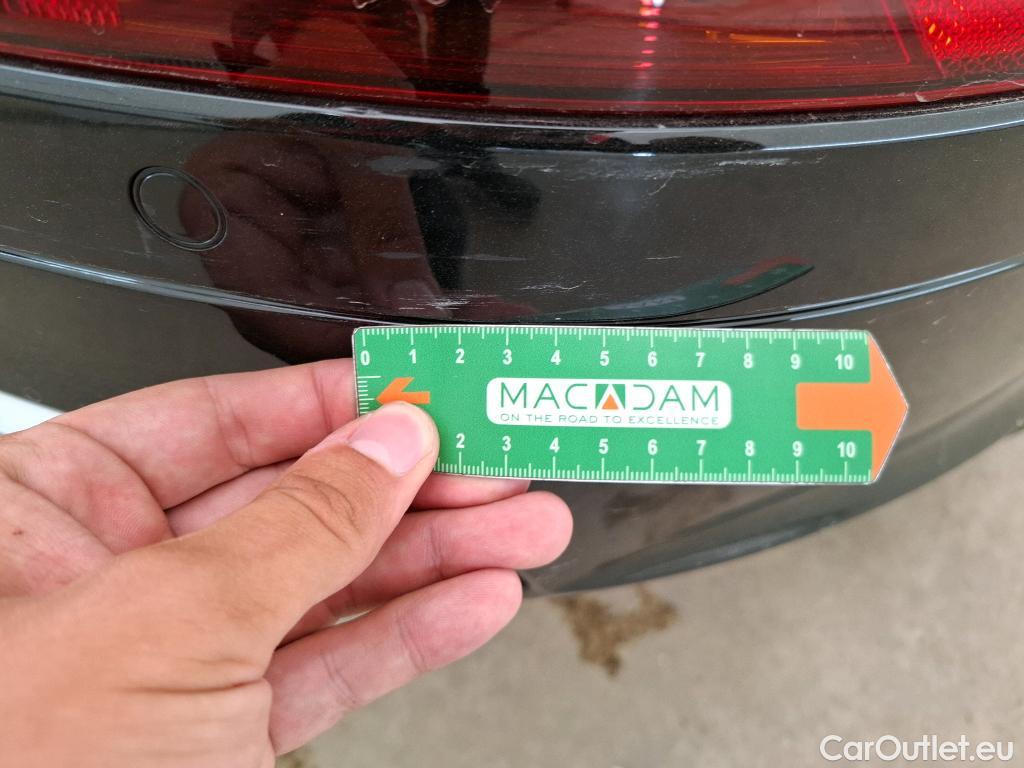 0 1 2 3 4 5 6 7 8 9 10
MACADAM
ON THE ROAD TO EXCELLENCE
2 3 4 5 6 7 8 9 10
CarOutlet.eu